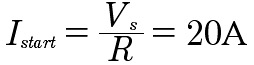 I_start = V_s / R = 20A